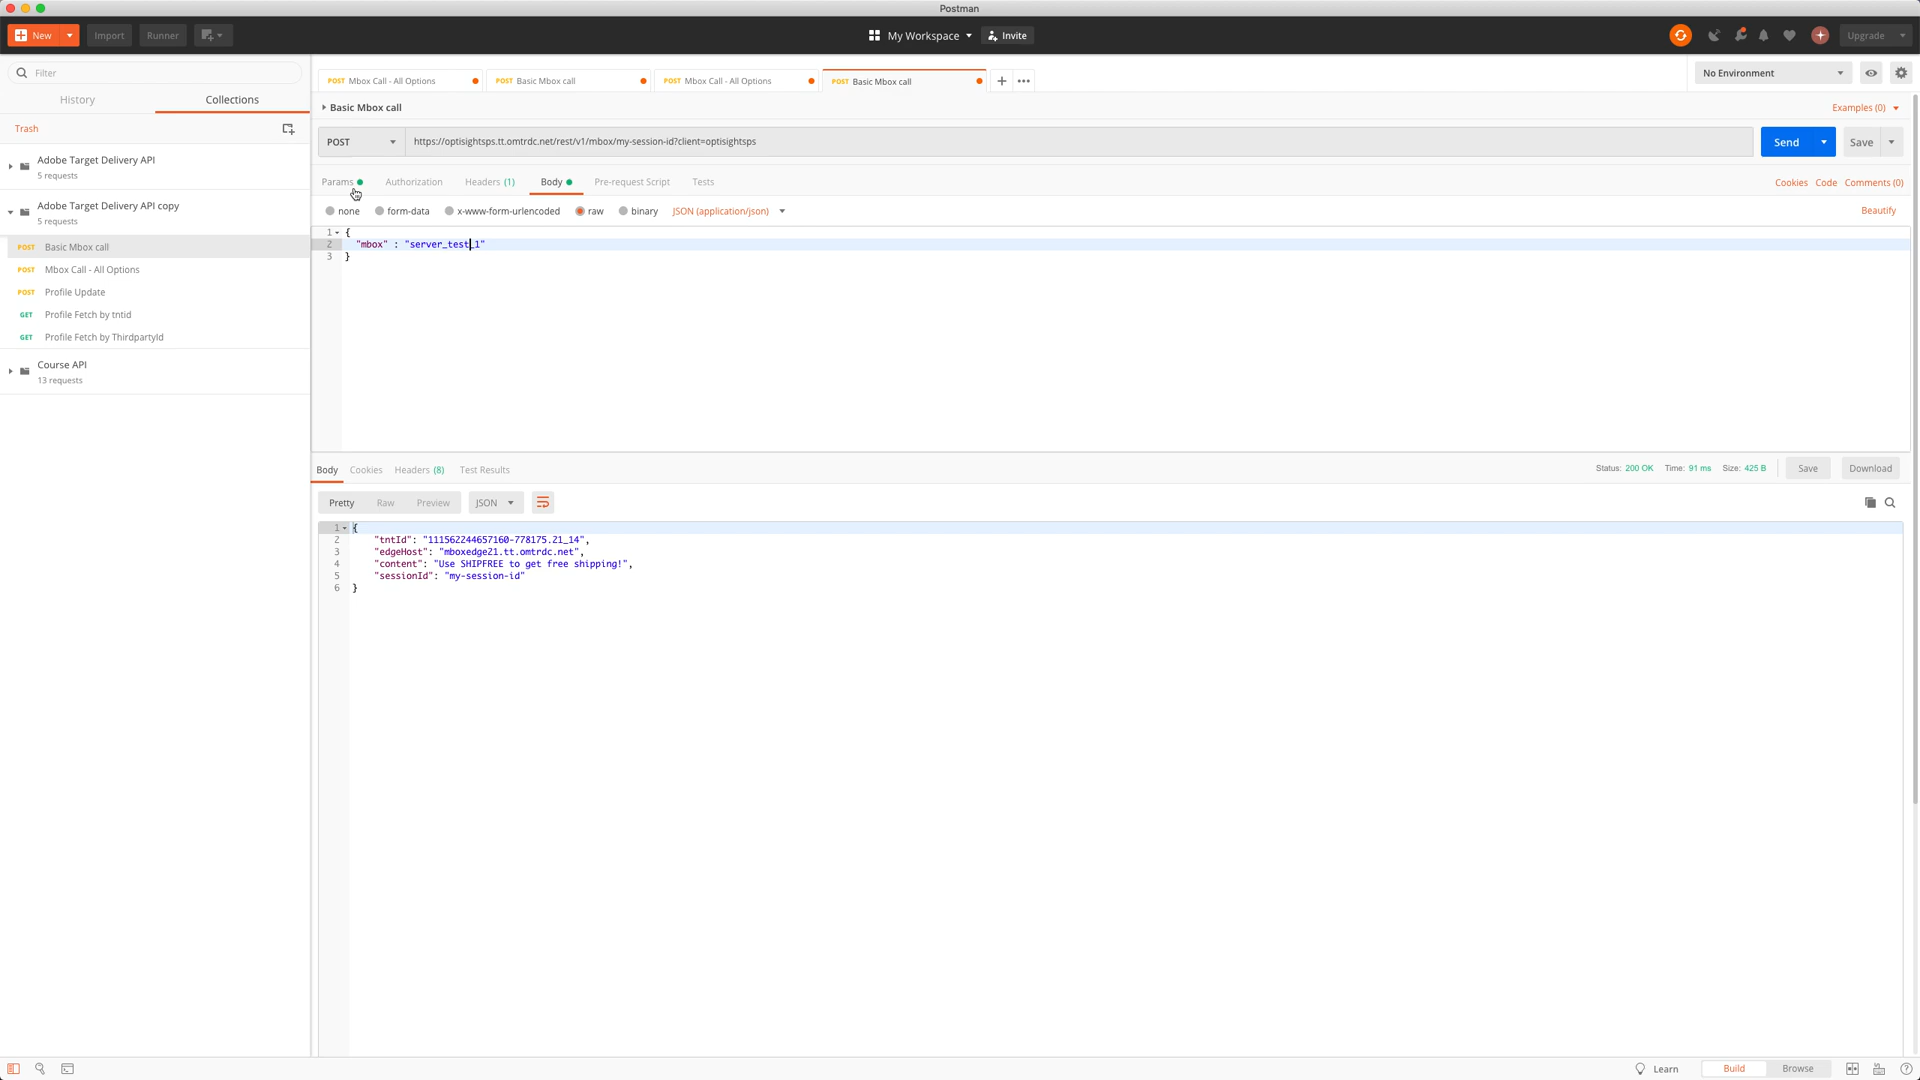 Postman
New Import Runner My Workspace Invite Upgrade
Filter
History Collections
Trash
Adobe Target Delivery API
5 requests
Adobe Target Delivery API copy
5 requests
POST Basic Mbox call
POST Mbox Call - All Options
POST Profile Update
GET Profile Fetch by tntid
GET Profile Fetch by ThirdpartyId
Course API
13 requests
POST Mbox Call - All Options POST Basic Mbox call POST Mbox Call - All Options POST Basic Mbox call No Environment
Basic Mbox call Examples (0)
POST https://optisightsps.tt.omtrdc.net/rest/v1/mbox/my-session-id?client=optisightsps Send Save
Params Authorization Headers (1) Body Pre-request Script Tests Cookies Code Comments (0)
none form-data x-www-form-urlencoded raw binary JSON (application/json) Beautify
1 {
2 "mbox" : "server_test_1"
3 }
Body Cookies Headers (8) Test Results Status: 200 OK Time: 91 ms Size: 425 B Save Download
Pretty Raw Preview JSON
1 {
2 "tntId": "111562244657160-778175.21_14",
3 "edgeHost": "mboxedge21.tt.omtrdc.net",
4 "content": "Use SHIPFREE to get free shipping!",
5 "sessionId": "my-session-id"
6 }
Learn Build Browse